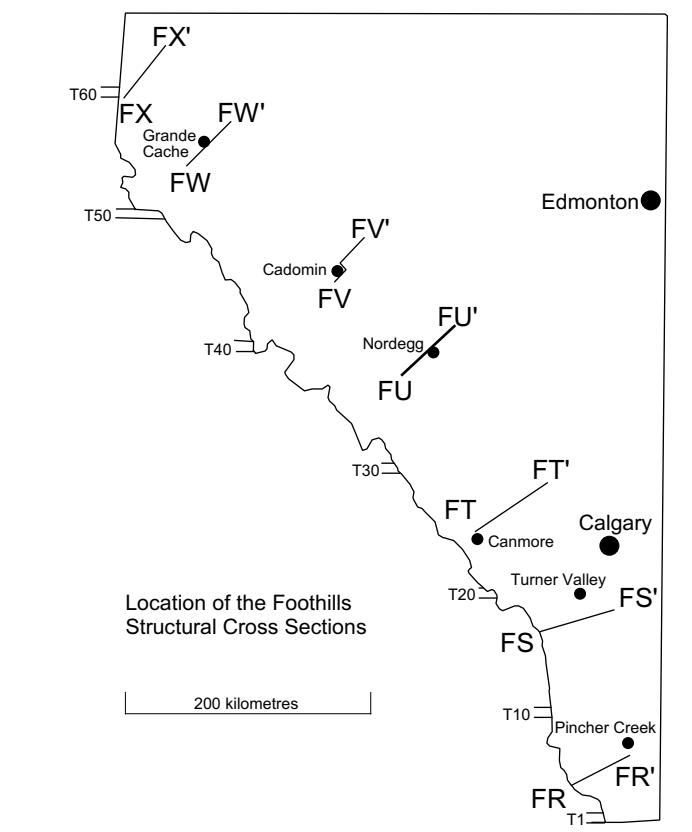 FX'
T60
FX
FW'
Grande
Cache
FW
Edmonton
T50
FV'
Cadomin
FV
FU'
Nordegg
T40
FU
T30
FT'
FT
Calgary
Canmore
Turner Valley
T20
FS'
Location of the Foothills
Structural Cross Sections
FS
200 kilometres
T10
Pincher Creek
FR'
FR
T1